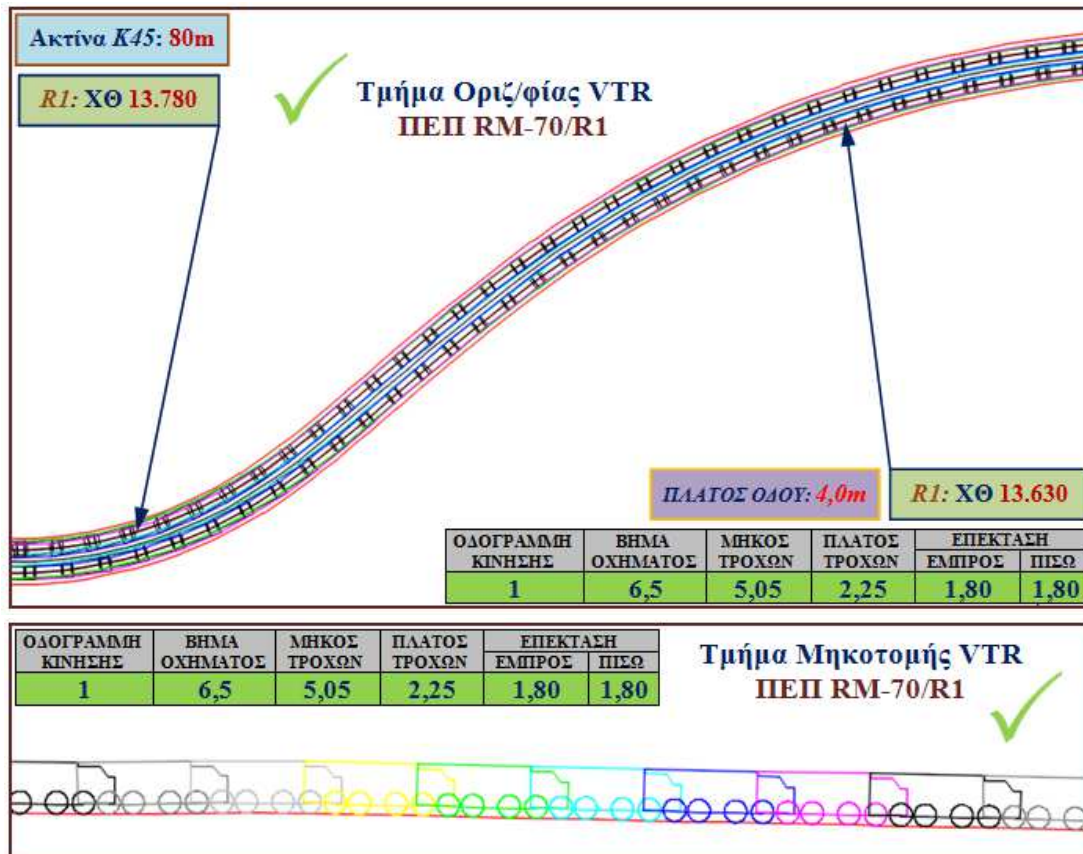 Ακτίνα K45: 80m
R1: ΧΘ 13.780
Τμήμα Οριζ/φίας VTR
ΠΕΠ RM-70/R1
ΠΛΑΤΟΣ ΟΔΟΥ: 4,0m
R1: ΧΘ 13.630
ΟΔΟΓΡΑΜΜΗ ΚΙΝΗΣΗΣ ΒΗΜΑ ΟΧΗΜΑΤΟΣ ΜΗΚΟΣ ΤΡΟΧΩΝ ΠΛΑΤΟΣ ΤΡΟΧΩΝ ΕΠΕΚΤΑΣΗ
ΕΜΠΡΟΣ ΠΙΣΩ
1 6,5 5,05 2,25 1,80 1,80
ΟΔΟΓΡΑΜΜΗ ΚΙΝΗΣΗΣ ΒΗΜΑ ΟΧΗΜΑΤΟΣ ΜΗΚΟΣ ΤΡΟΧΩΝ ΠΛΑΤΟΣ ΤΡΟΧΩΝ ΕΠΕΚΤΑΣΗ
ΕΜΠΡΟΣ ΠΙΣΩ
1 6,5 5,05 2,25 1,80 1,80
Τμήμα Μηκοτομής VTR
ΠΕΠ RM-70/R1